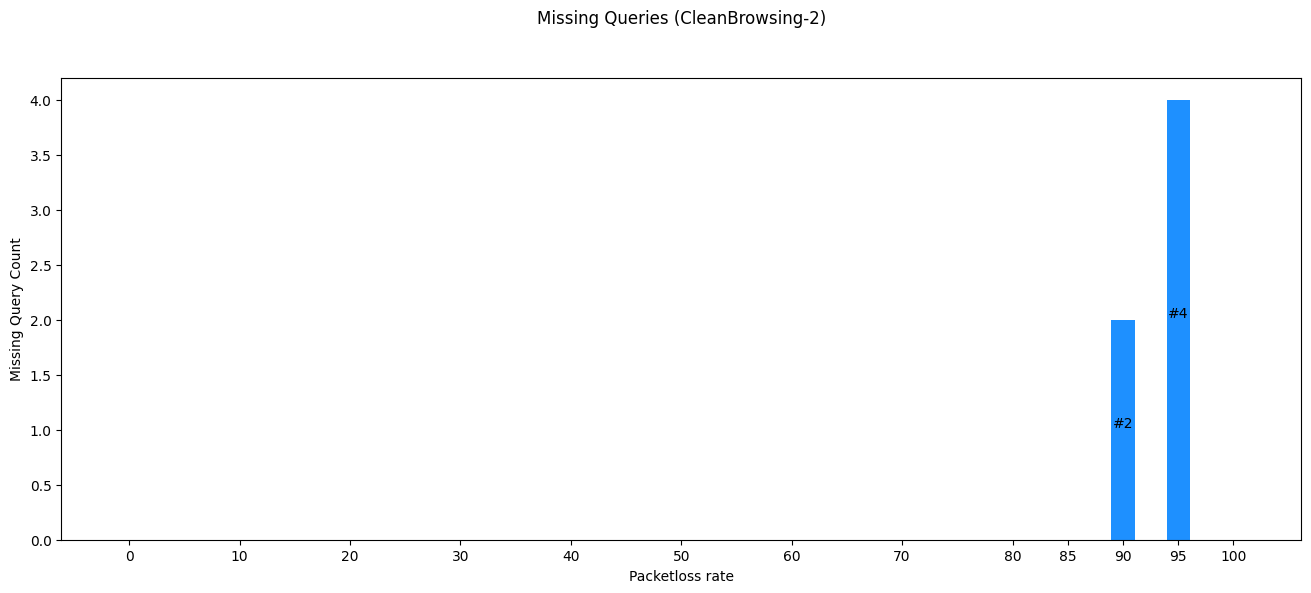 Missing Queries (CleanBrowsing-2)
4.0
3.5
3.0
2.5
2.0
1.5
1.0
0.5
0.0
Missing Query Count
#2
#4
0 10 20 30 40 50 60 70 80 85 90 95 100
Packetloss rate